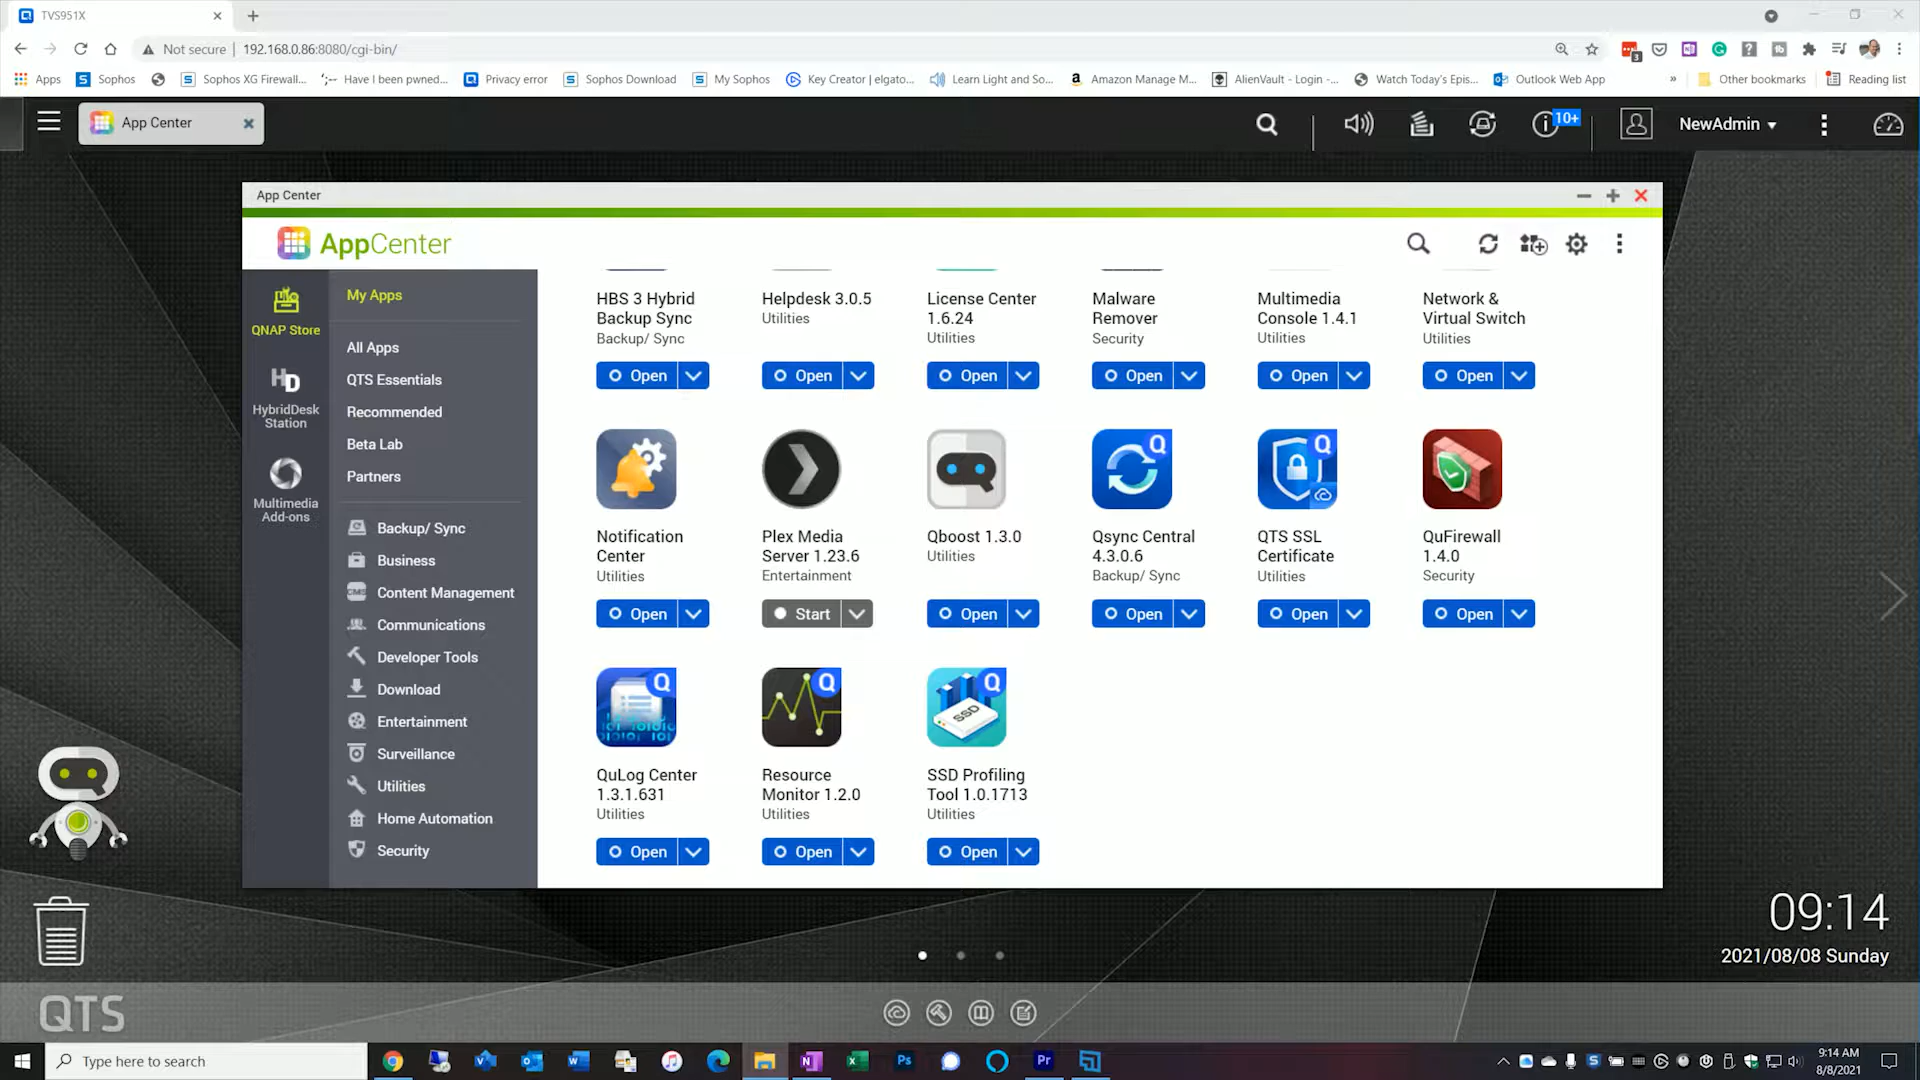 TVS951X
Not secure | 192.168.0.86:8080/cgi-bin/
Apps Sophos Sophos XG Firewall... Have I been pwned... Privacy error Sophos Download My Sophos Key Creator | elgato... Learn Light and So... Amazon Manage M... AlienVault - Login -... Watch Today's Epis... Outlook Web App » Other bookmarks Reading list
App Center
10+
NewAdmin
App Center
AppCenter
QNAP Store
HD
HybridDesk
Station
Multimedia
Add-ons
My Apps
All Apps
QTS Essentials
Recommended
Beta Lab
Partners
Backup/ Sync
Business
CMS Content Management
Communications
Developer Tools
Download
Entertainment
Surveillance
Utilities
Home Automation
Security
HBS 3 Hybrid
Backup Sync
Backup/ Sync
Open
Helpdesk 3.0.5
Utilities
Open
License Center
1.6.24
Utilities
Open
Malware
Remover
Security
Open
Multimedia
Console 1.4.1
Utilities
Open
Network &
Virtual Switch
Utilities
Open
Notification
Center
Utilities
Open
Plex Media
Server 1.23.6
Entertainment
Start
Qboost 1.3.0
Utilities
Open
Q
Qsync Central
4.3.0.6
Backup/ Sync
Open
Q
QTS SSL
Certificate
Utilities
Open
QuFirewall
1.4.0
Security
Open
Q
QuLog Center
1.3.1.631
Utilities
Open
Q
Resource
Monitor 1.2.0
Utilities
Open
Q
SSD
SSD Profiling
Tool 1.0.1713
Utilities
Open
09:14
2021/08/08 Sunday
QTS
Type here to search
Ps
Pr
9:14 AM
8/8/2021